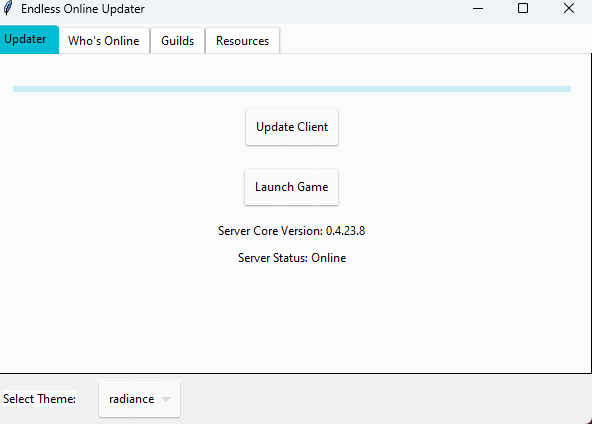 Endless Online Updater
Updater Who's Online Guilds Resources
Update Client
Launch Game
Server Core Version: 0.4.23.8
Server Status: Online
Select Theme: radiance